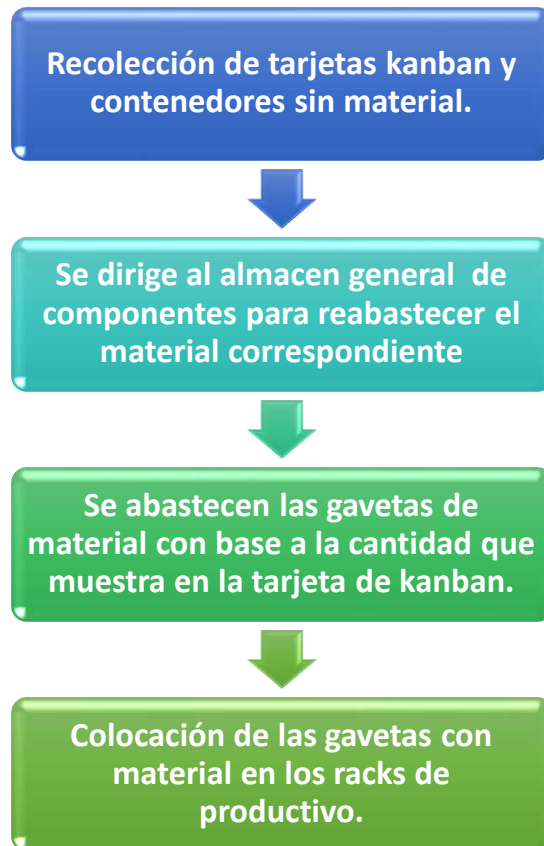 Recolección de tarjetas kanban y
contenedores sin material.
Se dirige al almacen general de
componentes para reabastecer el
material correspondiente
Se abastecen las gavetas de
material con base a la cantidad que
muestra en la tarjeta de kanban.
Colocación de las gavetas con
material en los racks de
productivo.